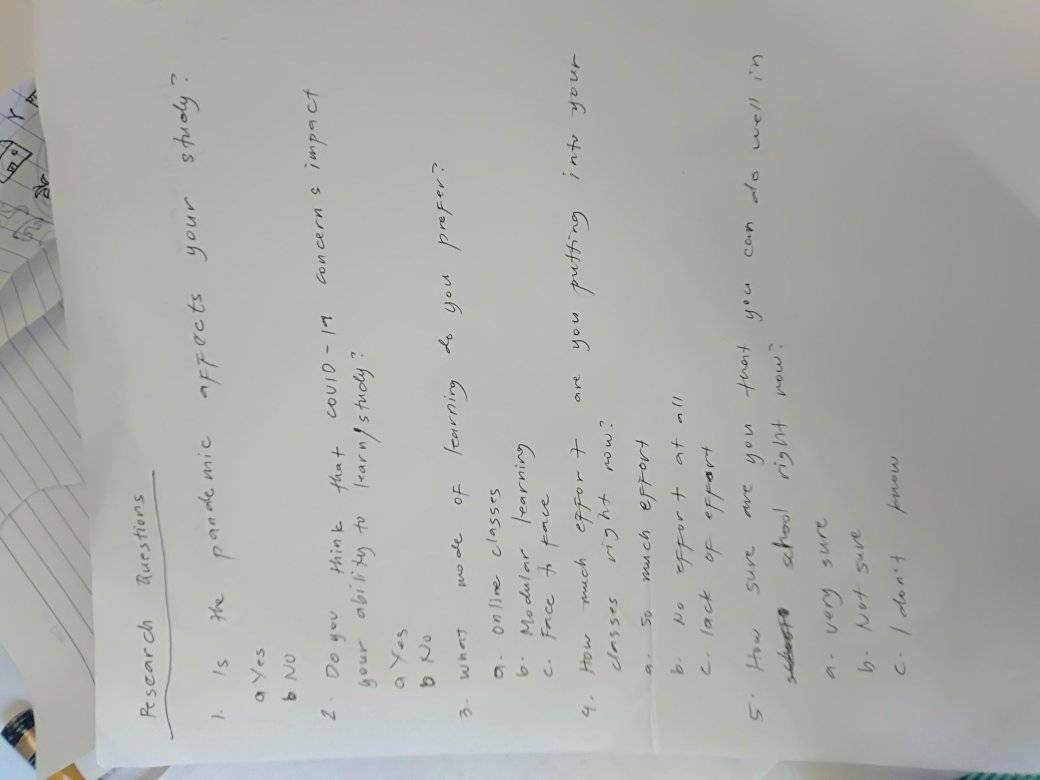 Research Questions
1. Is the pandemic affects your study?
a Yes
b NO
2. Do you think that COVID-19 concerns impact
your ability to learn/study?
a Yes
b No
3. What mode of learning do you prefer?
a. online classes
b. Modular learning
c. Face to face
4. How much effort are you putting into your
classes right now?
a. So much effort
b. No effort at all
c. lack of effort
5. How sure are you that you can do well in
school right now?
a. very sure
b. Not sure
c. I don't know